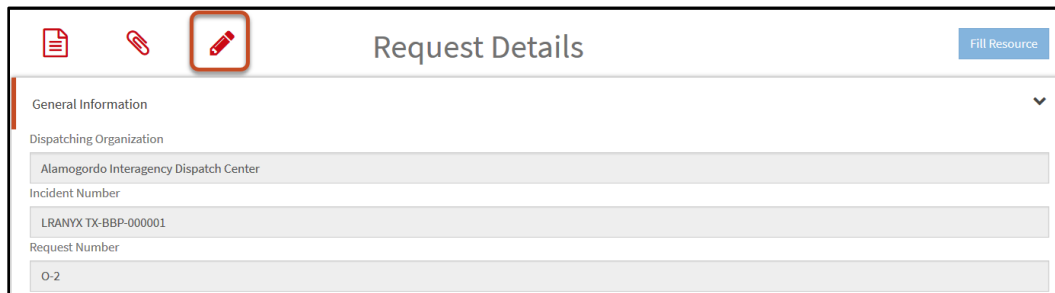 Request Details
Fill Resource
General Information
Dispatching Organization
Alamogordo Interagency Dispatch Center
Incident Number
LRANYX TX-BBP-000001
Request Number
O-2